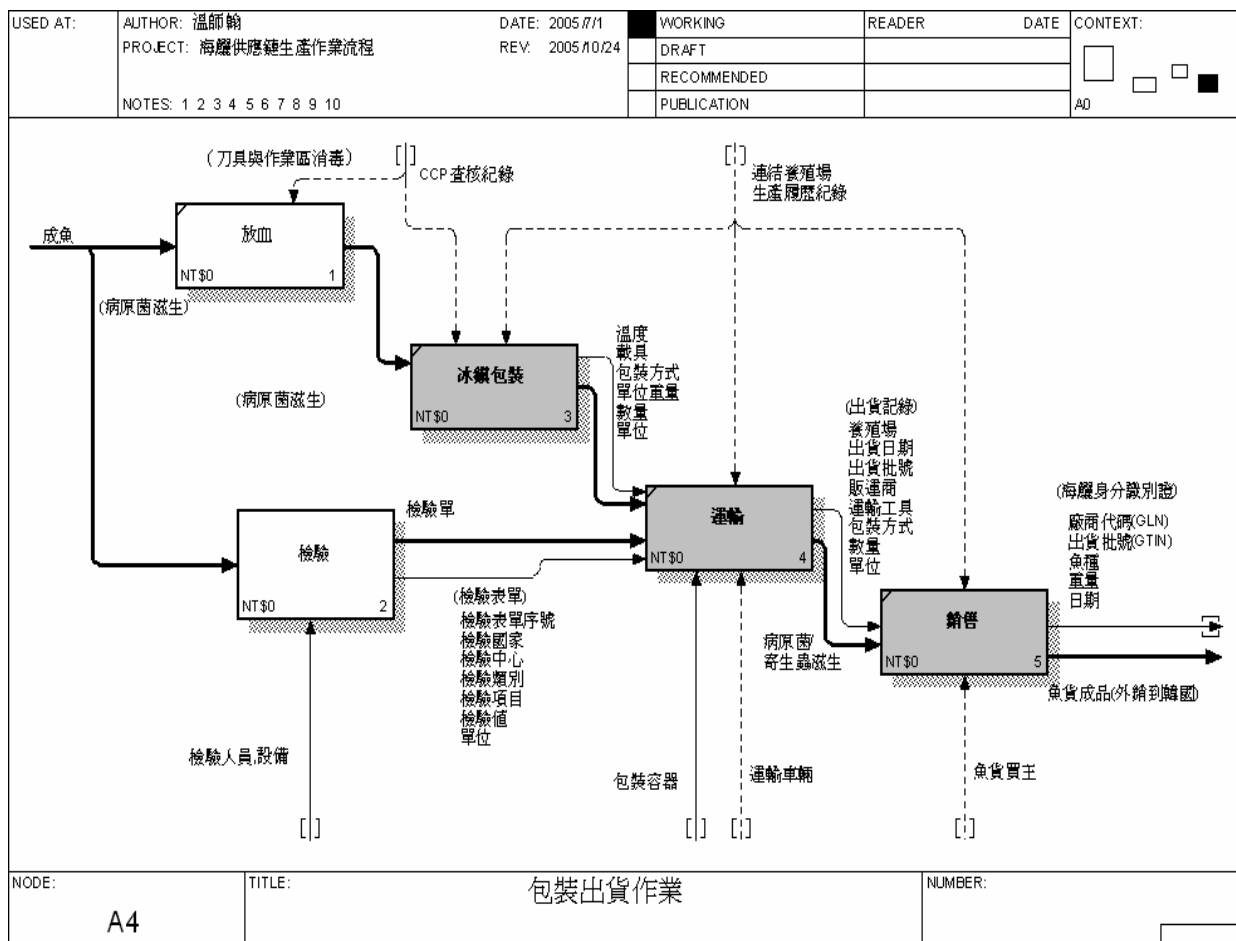 USED AT:
AUTHOR: 溫師翰
DATE: 2005/7/1
PROJECT: 海鱺供應鏈生產作業流程
REV: 2005/10/24
NOTES: 1 2 3 4 5 6 7 8 9 10
WORKING
DRAFT
RECOMMENDED
PUBLICATION
READER
DATE
CONTEXT:
A0
(刀具與作業區消毒)
CCP查核紀錄
連結養殖場
生產履歷紀錄
成魚
放血
NT$0
1
(病原菌滋生)
(病原菌滋生)
冰鎮包裝
NT$0
3
溫度
載具
包裝方式
單位重量
數量
單位
檢驗單
檢驗
NT$0
2
(檢驗表單)
檢驗表單序號
檢驗國家
檢驗中心
檢驗類別
檢驗項目
檢驗值
單位
運輸
NT$0
4
(出貨記錄)
養殖場
出貨日期
出貨批號
販運商
運輸工具
包裝方式
數量
單位
病原菌/
寄生蟲滋生
銷售
NT$0
5
(海鱺身分識別證)
廠商代碼(GLN)
出貨批號(GTIN)
魚種
重量
日期
魚貨成品(外銷到韓國)
檢驗人員,設備
包裝容器
運輸車輛
魚貨買主
NODE:
A4
TITLE:
包裝出貨作業
NUMBER: